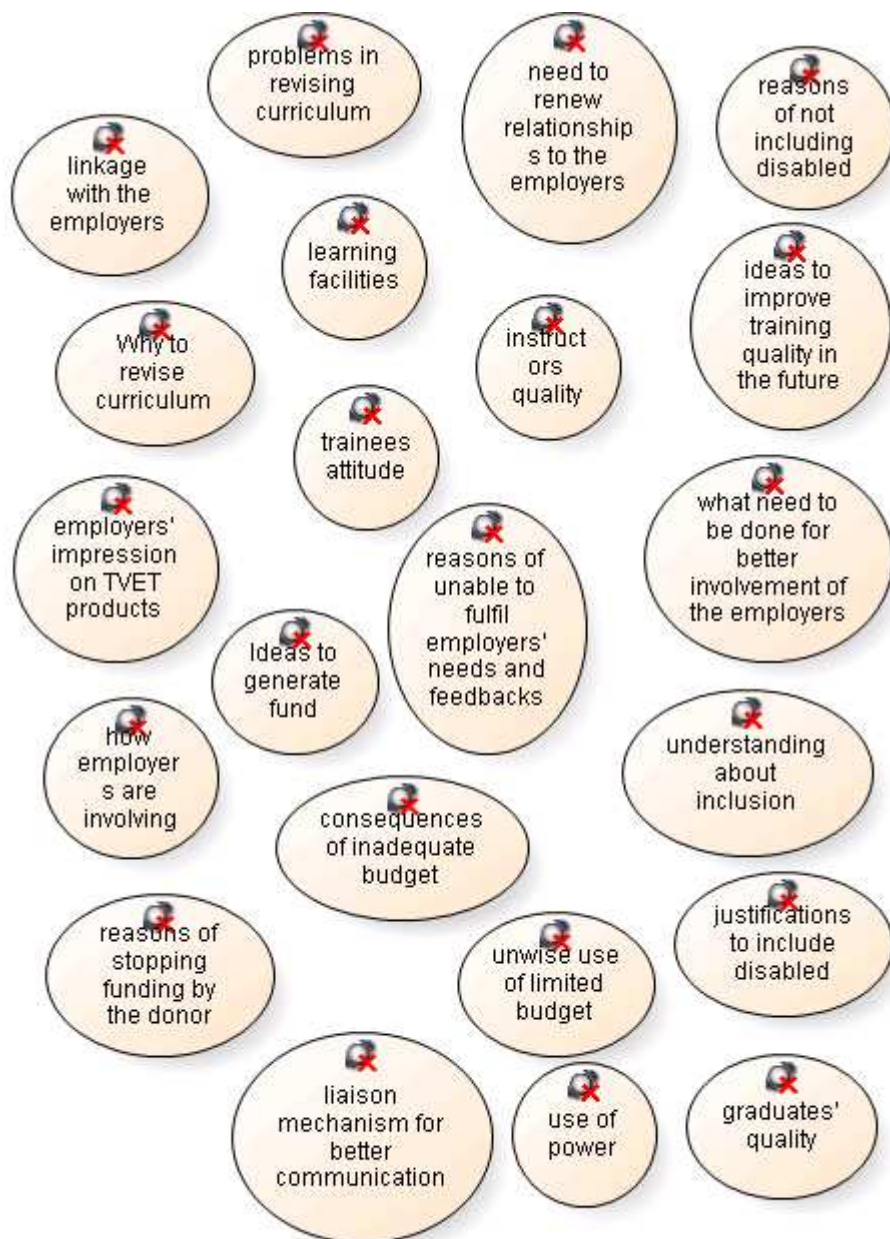 problems in
revising
curriculum
need to
renew
relationship
s to the
employers
reasons
of not
including
disabled
linkage
with the
employers
learning
facilities
ideas to
improve
training
quality in
the future
Why to
revise
curriculum
instruct
ors
quality
trainees
attitude
employers'
impression
on TVET
products
reasons of
unable to
fulfil
employers'
needs and
feedbacks
what need to
be done for
better
involvement of
the employers
Ideas to
generate
fund
how
employer
s are
involving
understanding
about
inclusion
consequences
of inadequate
budget
reasons of
stopping
funding by
the donor
unwise use
of limited
budget
justifications
to include
disabled
liaison
mechanism for
better
communication
use of
power
graduates'
quality